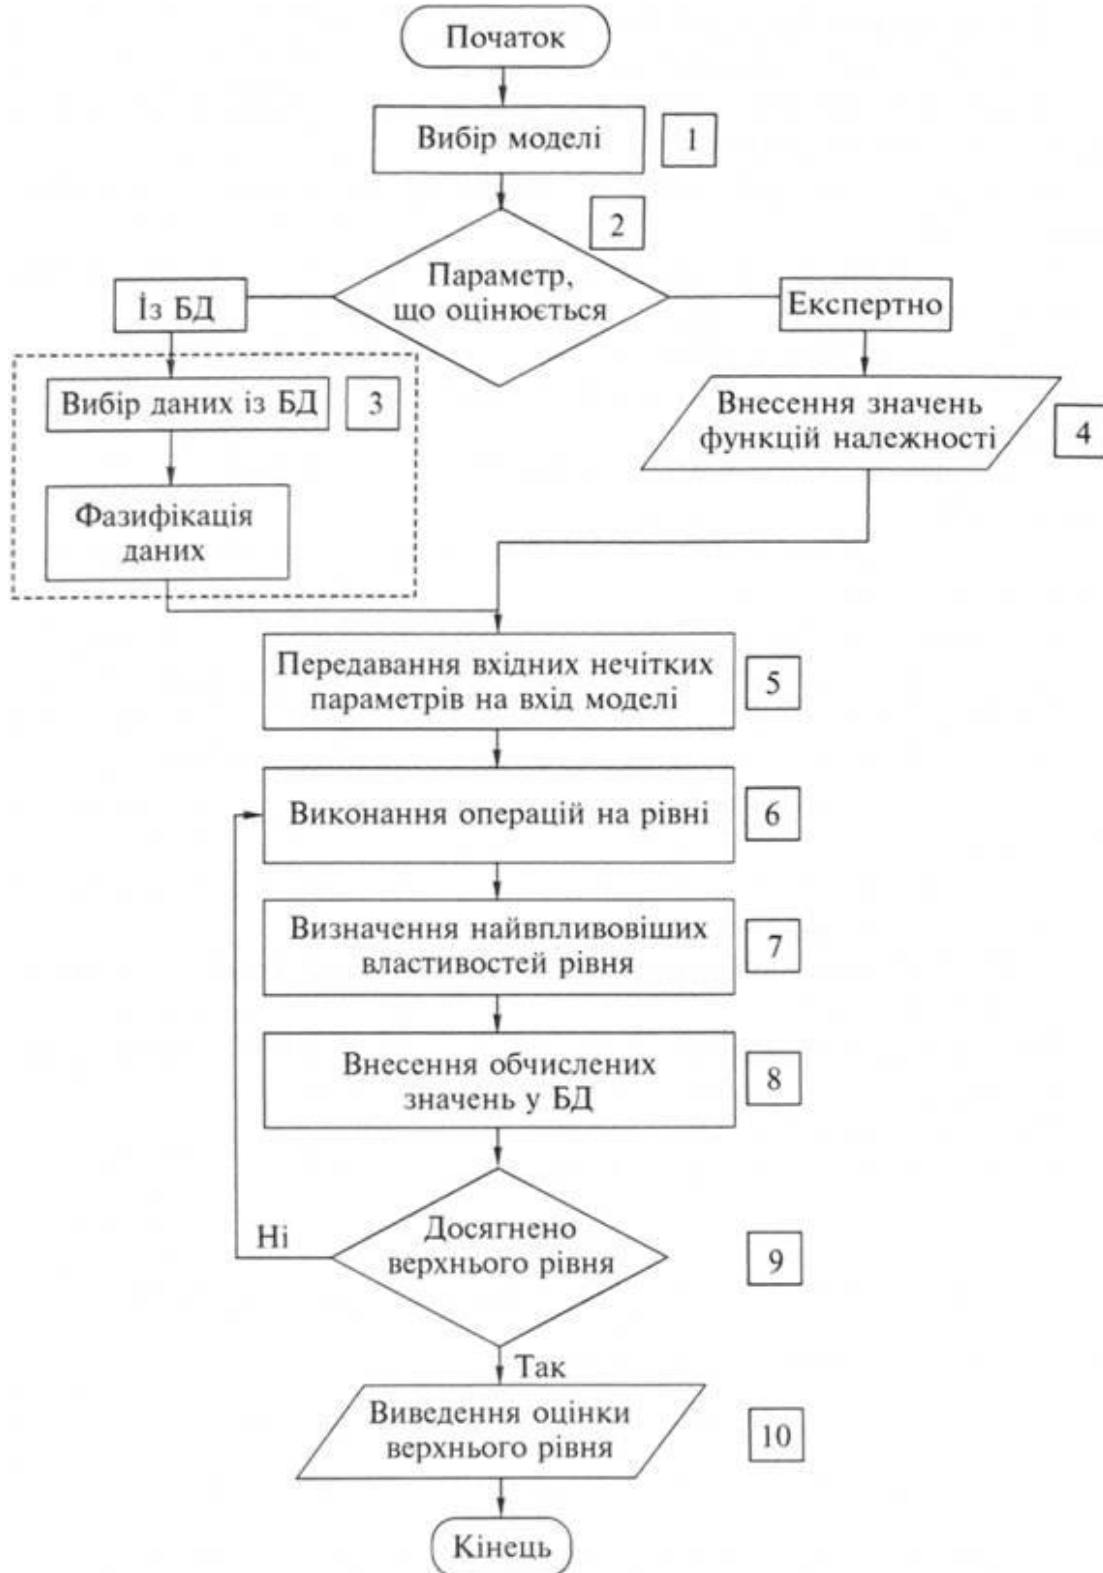 Початок
Вибір моделі
1
2
Параметр,
що оцінюється
Із БД
Експертно
Вибір даних із БД
3
Внесення значень
функцій належності
4
Фазифікація
даних
Передавання вхідних нечітких
параметрів на вхід моделі
5
Виконання операцій на рівні
6
Визначення найвпливовіших
властивостей рівня
7
Внесення обчислених
значень у БД
8
Ні
Досягнено
верхнього рівня
9
Так
Виведення оцінки
верхнього рівня
10
Кінець